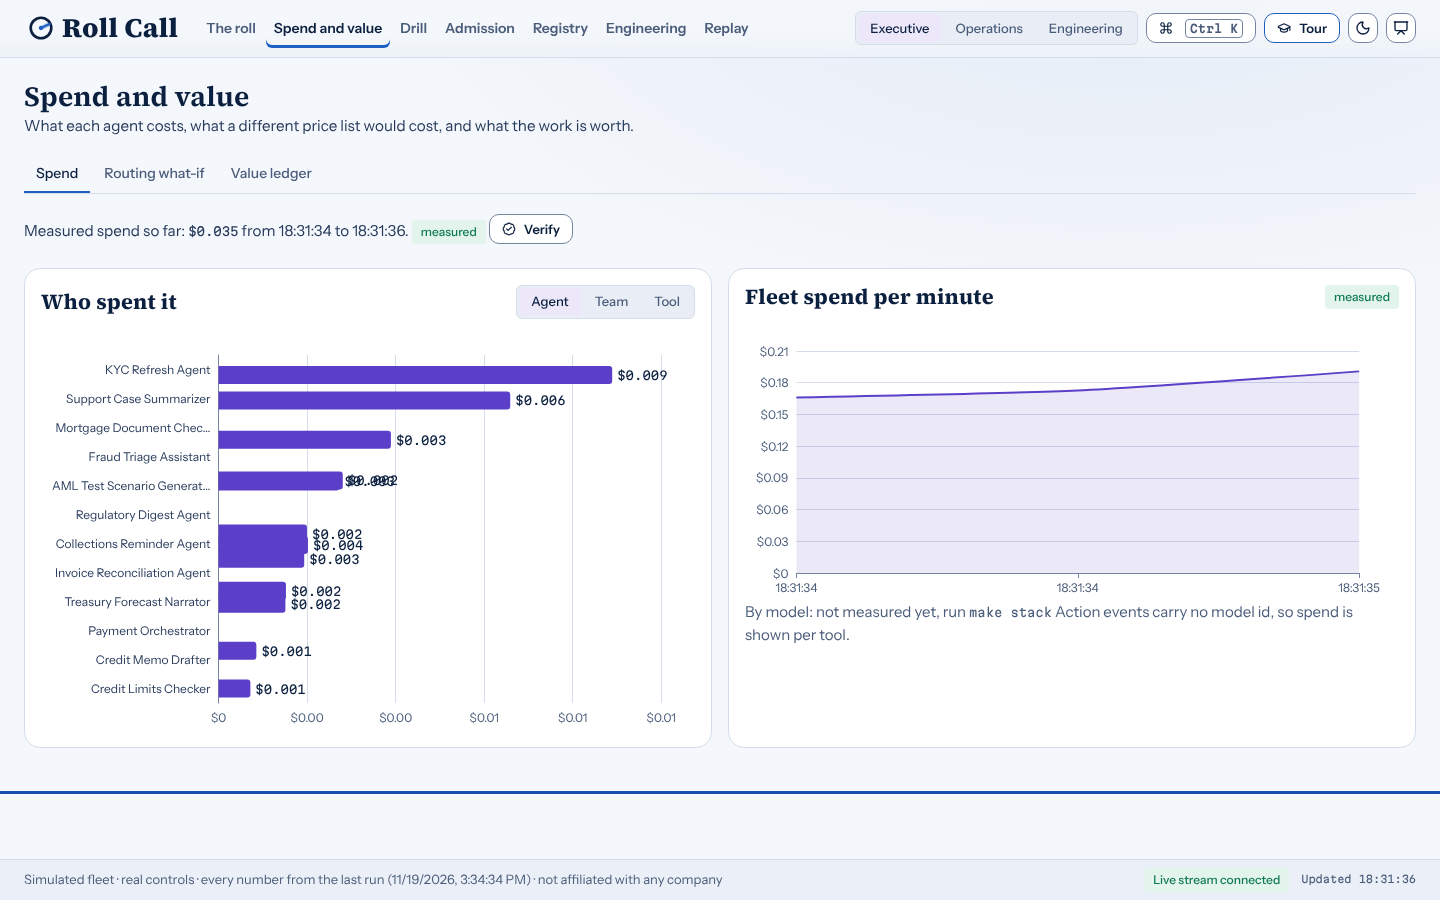 Roll Call
The roll
Spend and value
Drill
Admission
Registry
Engineering
Replay
Executive
Operations
Engineering
⌘ Ctrl K
Tour
Spend and value
What each agent costs, what a different price list would cost, and what the work is worth.
Spend
Routing what-if
Value ledger
Measured spend so far: $0.035 from 18:31:34 to 18:31:36. measured Verify
Who spent it
Agent
Team
Tool
KYC Refresh Agent
$0.009
Support Case Summarizer
$0.006
Mortgage Document Chec...
$0.003
Fraud Triage Assistant
AML Test Scenario Generat...
$0.002
Regulatory Digest Agent
$0.002
Collections Reminder Agent
$0.004
$0.003
Invoice Reconciliation Agent
$0.002
Treasury Forecast Narrator
$0.002
Payment Orchestrator
$0.001
Credit Memo Drafter
Credit Limits Checker
$0.001
$0
$0.00
$0.00
$0.01
$0.01
$0.01
Fleet spend per minute
measured
$0.21
$0.18
$0.15
$0.12
$0.09
$0.06
$0.03
$0
18:31:34
18:31:34
18:31:35
By model: not measured yet, run make stack Action events carry no model id, so spend is
shown per tool.
Simulated fleet · real controls · every number from the last run (11/19/2026, 3:34:34 PM) · not affiliated with any company
Live stream connected
Updated 18:31:36